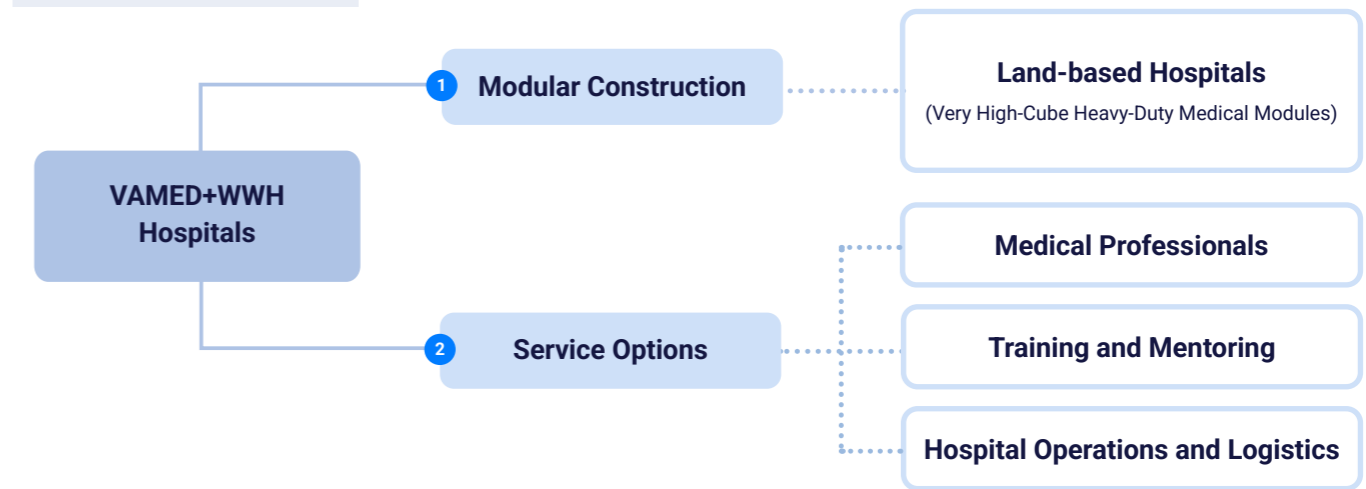 1
Modular Construction
Land-based Hospitals
(Very High-Cube Heavy-Duty Medical Modules)
VAMED+WWH
Hospitals
2
Service Options
Medical Professionals
Training and Mentoring
Hospital Operations and Logistics